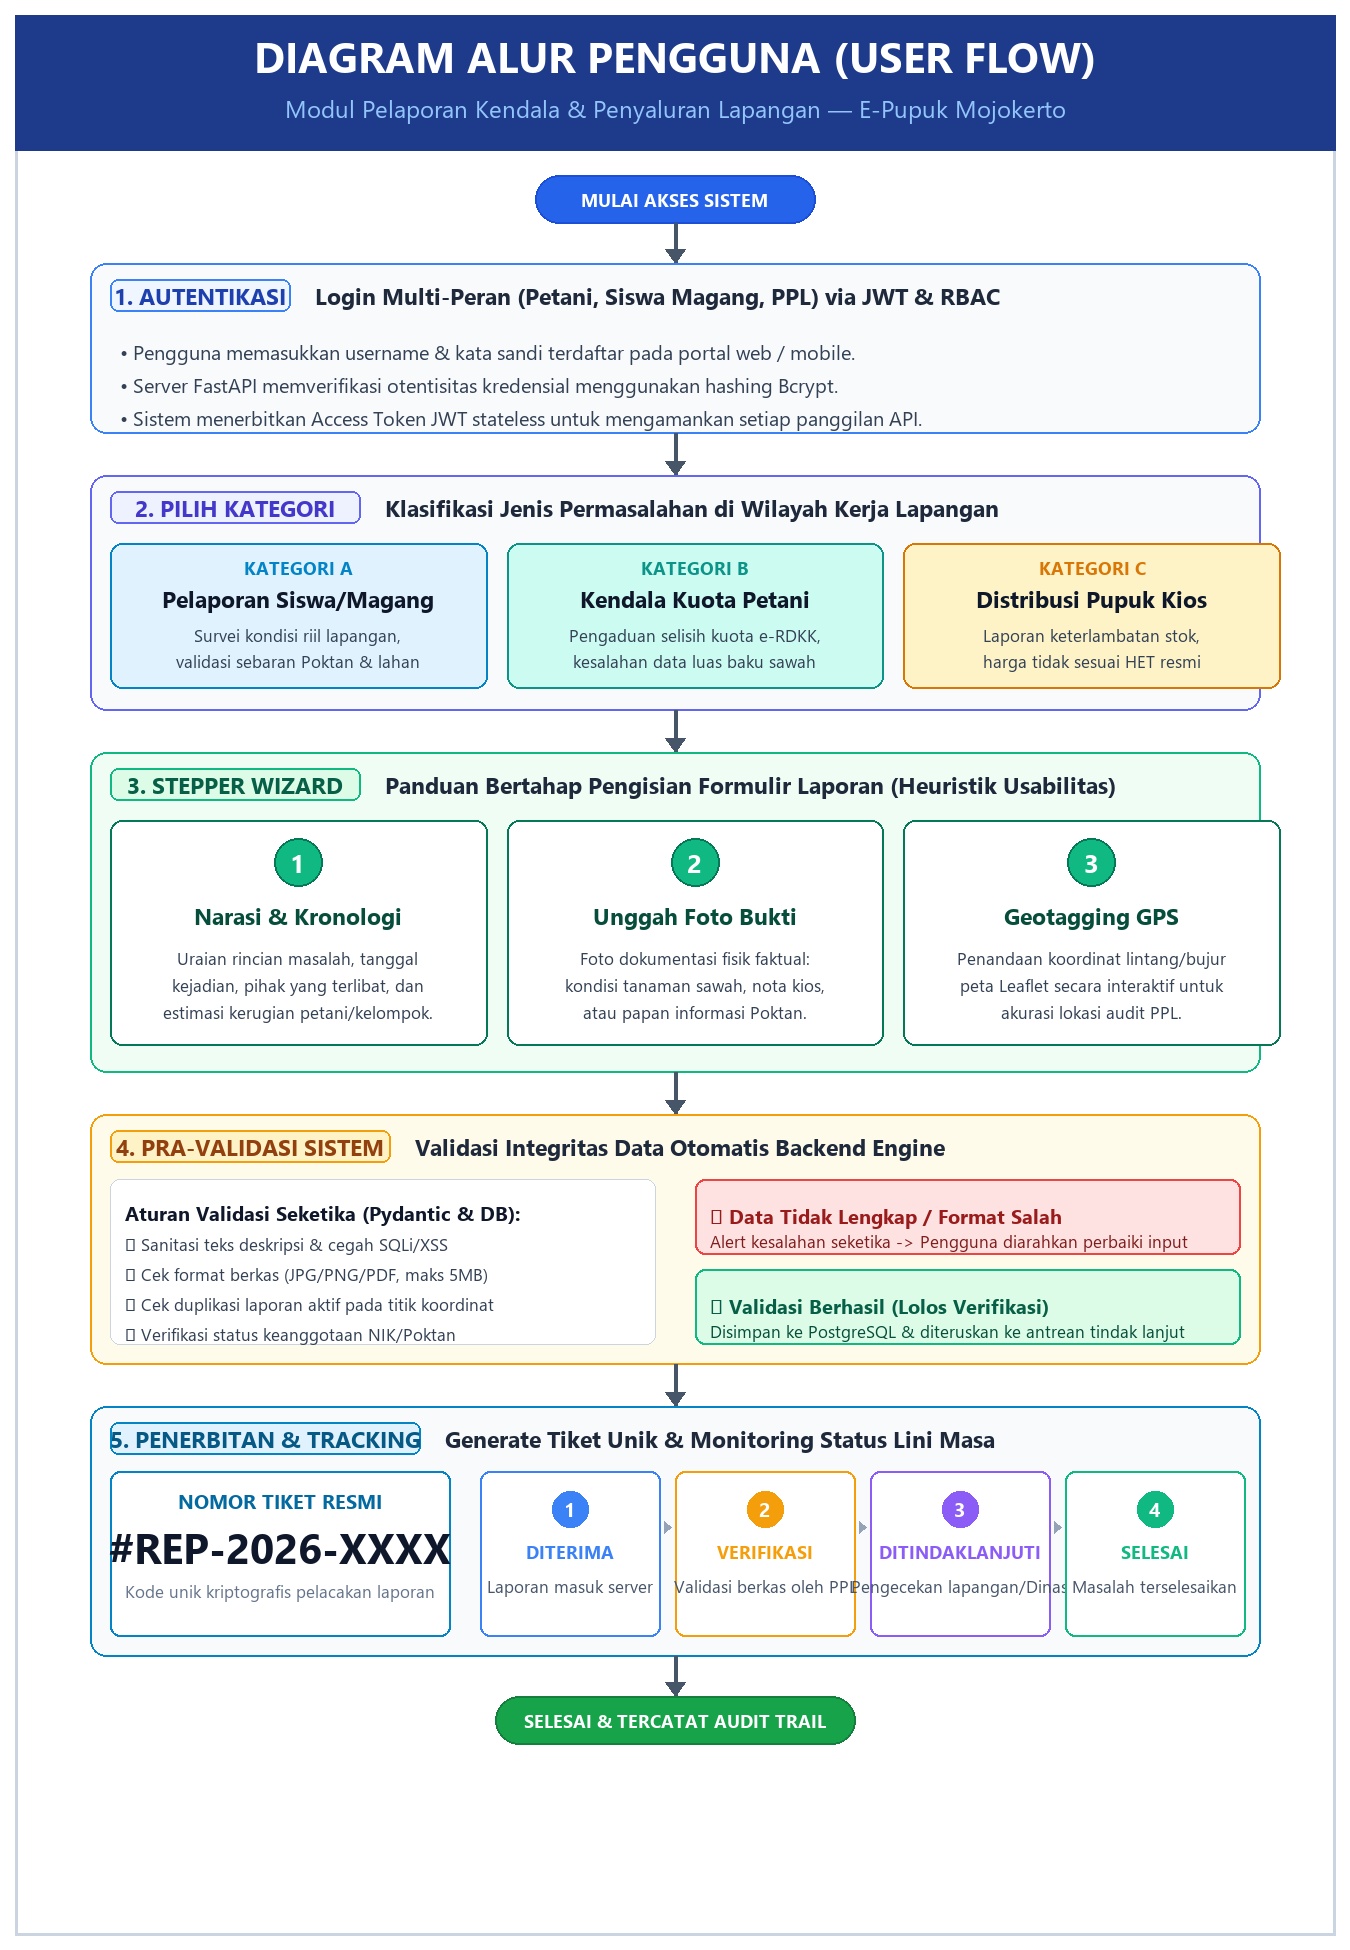 DIAGRAM ALUR PENGGUNA (USER FLOW)
Modul Pelaporan Kendala & Penyaluran Lapangan — E-Pupuk Mojokerto
MULAI AKSES SISTEM
1. AUTENTIKASI
Login Multi-Peran (Petani, Siswa Magang, PPL) via JWT & RBAC
• Pengguna memasukkan username & kata sandi terdaftar pada portal web / mobile.
• Server FastAPI memverifikasi otentisitas kredensial menggunakan hashing Bcrypt.
• Sistem menerbitkan Access Token JWT stateless untuk mengamankan setiap panggilan API.
2. PILIH KATEGORI
Klasifikasi Jenis Permasalahan di Wilayah Kerja Lapangan
KATEGORI A
Pelaporan Siswa/Magang
Survei kondisi riil lapangan,
validasi sebaran Poktan & lahan
KATEGORI B
Kendala Kuota Petani
Pengaduan selisih kuota e-RDKK,
kesalahan data luas baku sawah
KATEGORI C
Distribusi Pupuk Kios
Laporan keterlambatan stok,
harga tidak sesuai HET resmi
3. STEPPER WIZARD
Panduan Bertahap Pengisian Formulir Laporan (Heuristik Usabilitas)
1
Narasi & Kronologi
Uraian rincian masalah, tanggal
kejadian, pihak yang terlibat, dan
estimasi kerugian petani/kelompok.
2
Unggah Foto Bukti
Foto dokumentasi fisik faktual:
kondisi tanaman sawah, nota kios,
atau papan informasi Poktan.
3
Geotagging GPS
Penandaan koordinat lintang/bujur
peta Leaflet secara interaktif untuk
akurasi lokasi audit PPL.
4. PRA-VALIDASI SISTEM
Validasi Integritas Data Otomatis Backend Engine
Aturan Validasi Seketika (Pydantic & DB):
Sanitasi teks deskripsi & cegah SQLi/XSS
Cek format berkas (JPG/PNG/PDF, maks 5MB)
Cek duplikasi laporan aktif pada titik koordinat
Verifikasi status keanggotaan NIK/Poktan
Data Tidak Lengkap / Format Salah
Alert kesalahan seketika -> Pengguna diarahkan perbaiki input
Validasi Berhasil (Lolos Verifikasi)
Disimpan ke PostgreSQL & diteruskan ke antrean tindak lanjut
5. PENERBITAN & TRACKING
Generate Tiket Unik & Monitoring Status Lini Masa
NOMOR TIKET RESMI
#REP-2026-XXXX
Kode unik kriptografis pelacakan laporan
1
DITERIMA
Laporan masuk server
2
VERIFIKASI
Validasi berkas oleh PPL
3
DITINDAKLANJUTI
Pengecekan lapangan/Dinas
4
SELESAI
Masalah terselesaikan
SELESAI & TERCATAT AUDIT TRAIL